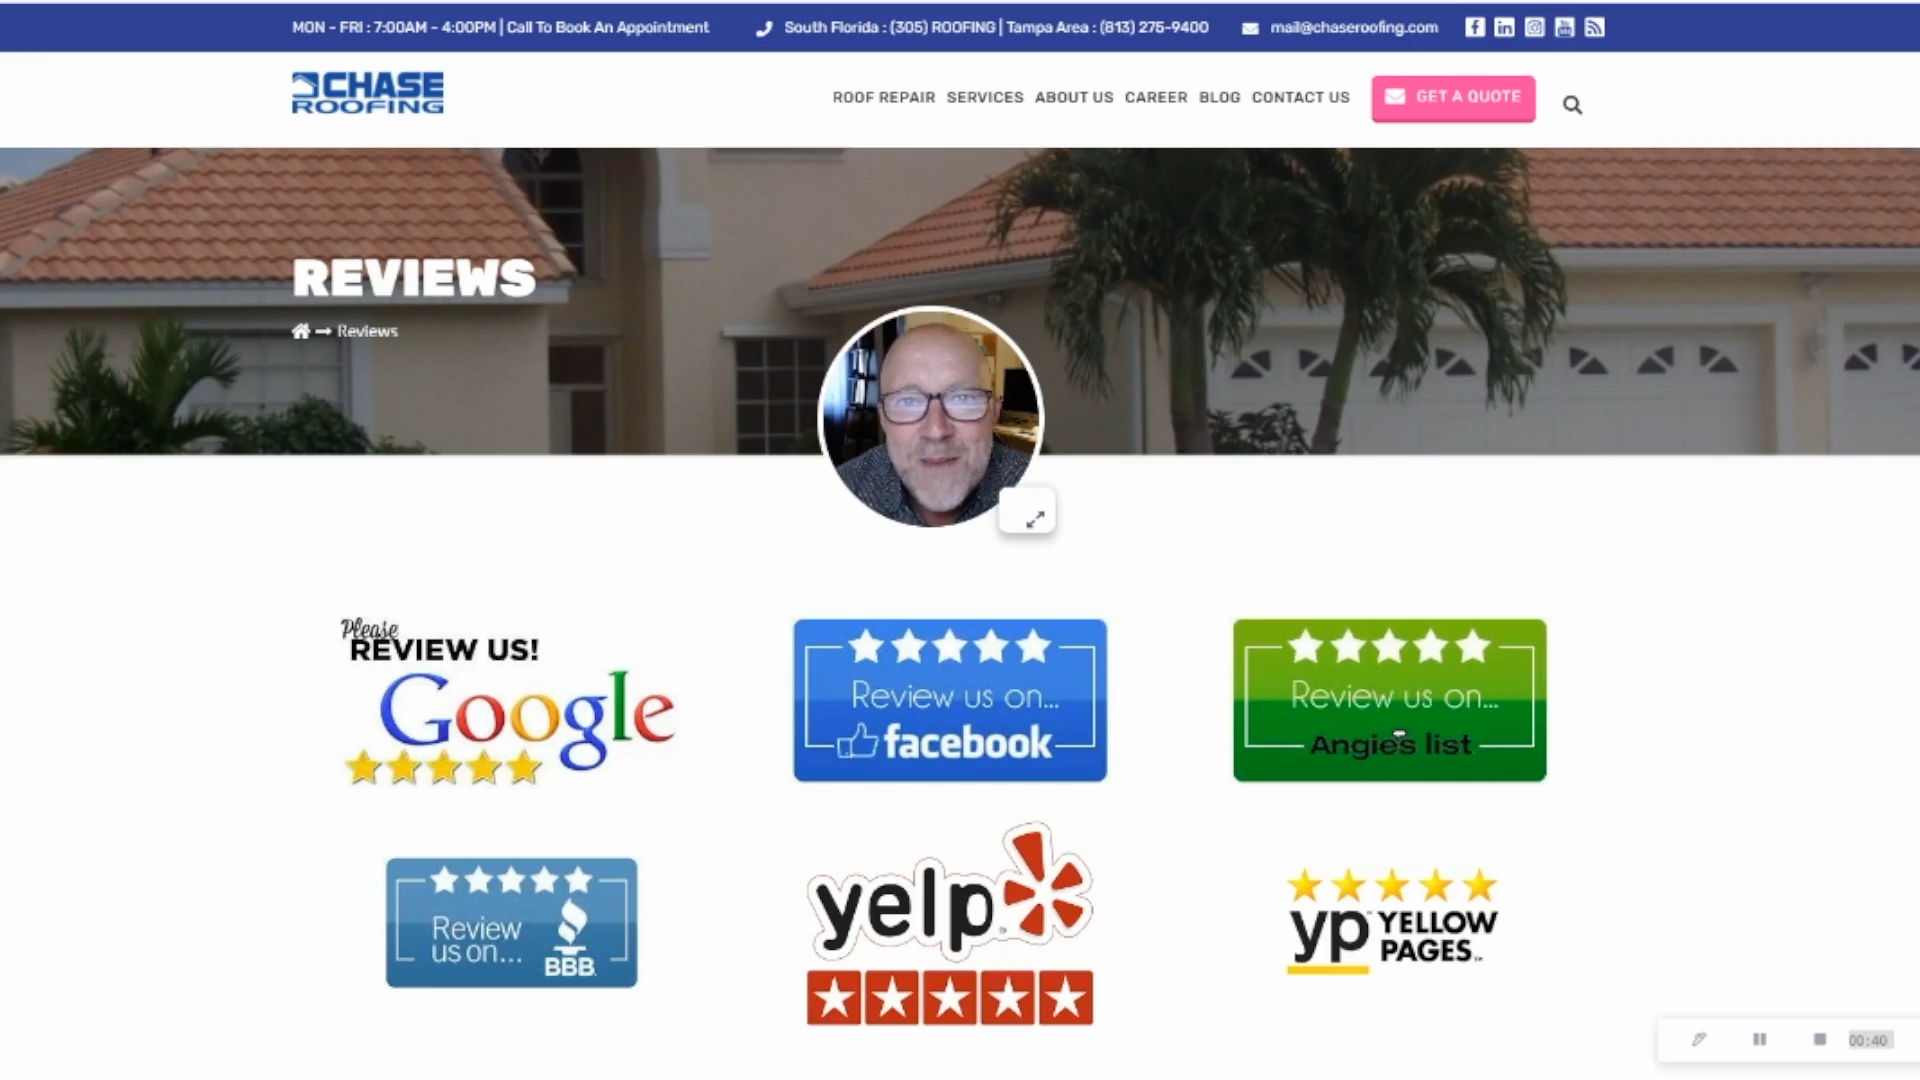 MON - FRI : 7:00AM - 4:00PM | Call To Book An Appointment
South Florida : (305) ROOFING | Tampa Area : (813) 275-9400
mail@chaseroofing.com
CHASE
ROOFING
ROOF REPAIR SERVICES ABOUT US CAREER BLOG CONTACT US
GET A QUOTE
REVIEWS
Reviews
Please
REVIEW US!
Google
Review us on...
facebook
Review us on...
Angie's list
Review
us on...
BBB
yelp
yp YELLOW
PAGES
00:40